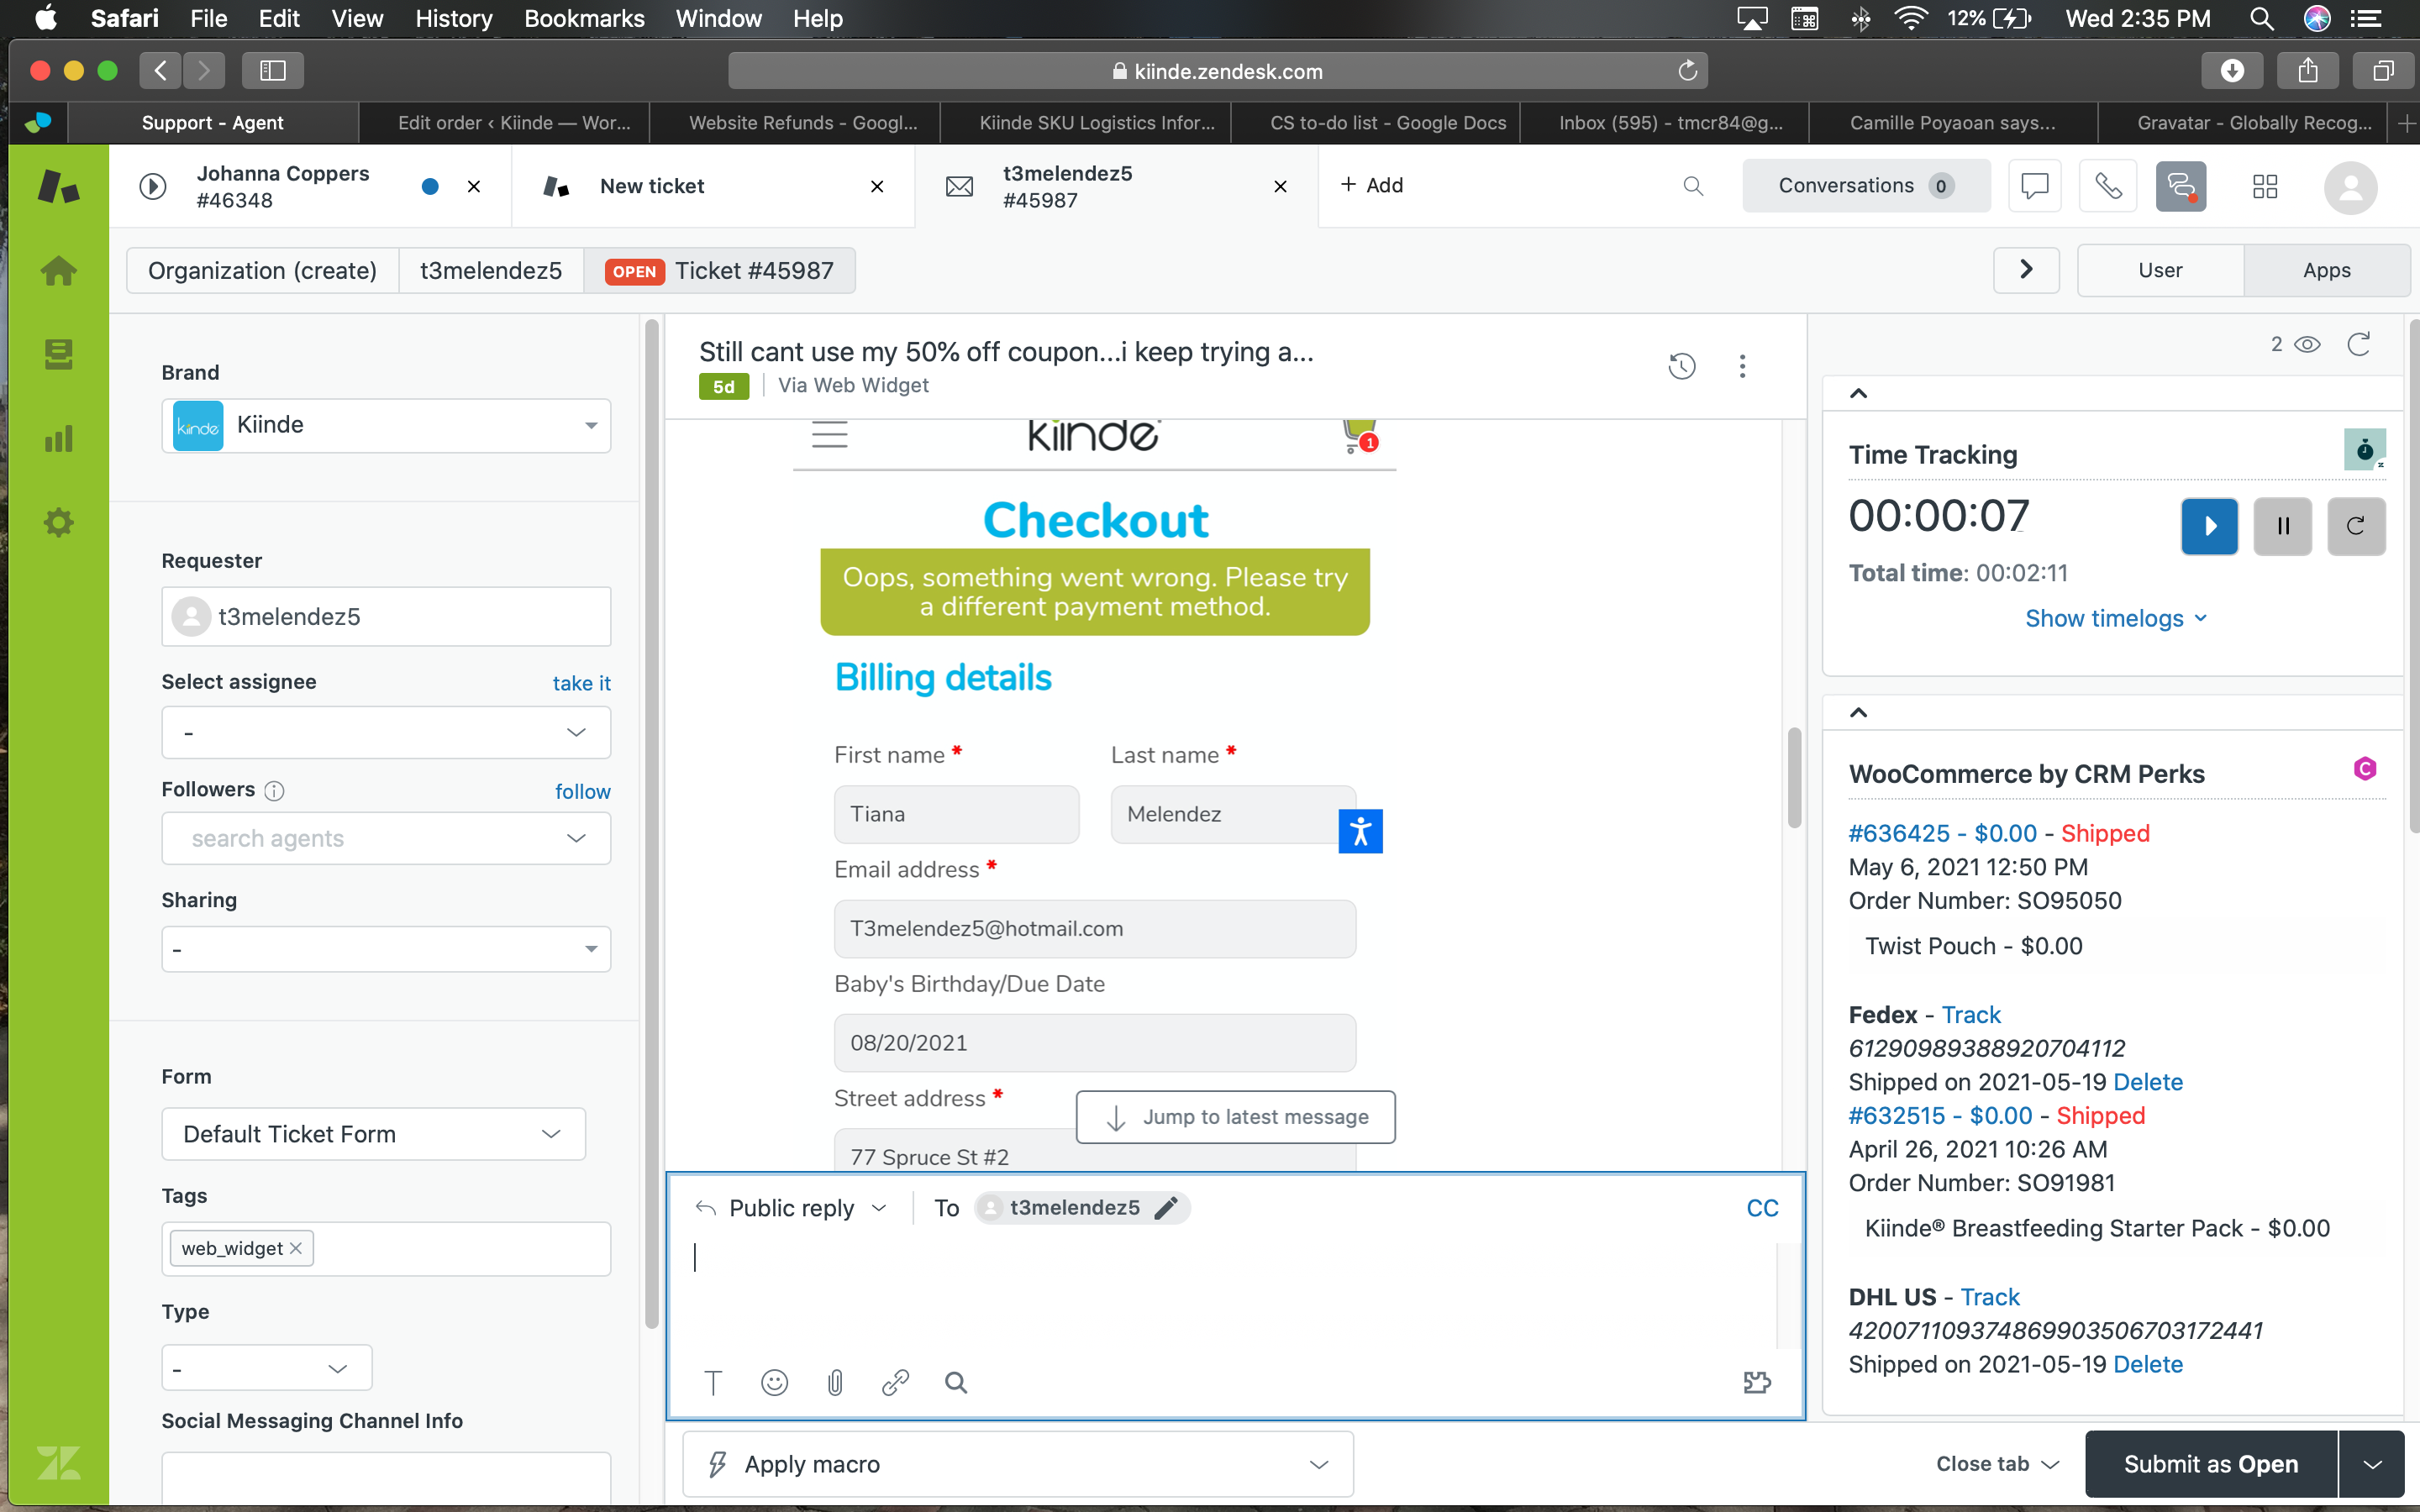 Safari File Edit View History Bookmarks Window Help 12% Wed 2:35 PM
kiinde.zendesk.com
Support - Agent Edit order ‹ Kiinde — Wor... Website Refunds - Googl... Kiinde SKU Logistics Infor... CS to-do list - Google Docs Inbox (595) - tmcr84@g... Camille Poyaoan says... Gravatar - Globally Recog...
Johanna Coppers
#46348
New ticket
t3melendez5
#45987
+ Add
Conversations 0
Organization (create) t3melendez5 OPEN Ticket #45987
User Apps
Brand
kiinde Kiinde
Requester
t3melendez5
Select assignee take it
-
Followers follow
search agents
Sharing
-
Form
Default Ticket Form
Tags
web_widget
Type
-
Social Messaging Channel Info
Still cant use my 50% off coupon...i keep trying a...
5d Via Web Widget
kiinde 1
Checkout
Oops, something went wrong. Please try
a different payment method.
Billing details
First name * Last name *
Tiana Melendez
Email address *
T3melendez5@hotmail.com
Baby's Birthday/Due Date
08/20/2021
Street address *
Jump to latest message
77 Spruce St #2
Public reply To t3melendez5 CC
Apply macro
2
Time Tracking
00:00:07
Total time: 00:02:11
Show timelogs
WooCommerce by CRM Perks
#636425 - $0.00 - Shipped
May 6, 2021 12:50 PM
Order Number: SO95050
Twist Pouch - $0.00
Fedex - Track
61290989388920704112
Shipped on 2021-05-19 Delete
#632515 - $0.00 - Shipped
April 26, 2021 10:26 AM
Order Number: SO91981
Kiinde® Breastfeeding Starter Pack - $0.00
DHL US - Track
420071109374869903506703172441
Shipped on 2021-05-19 Delete
Close tab Submit as Open